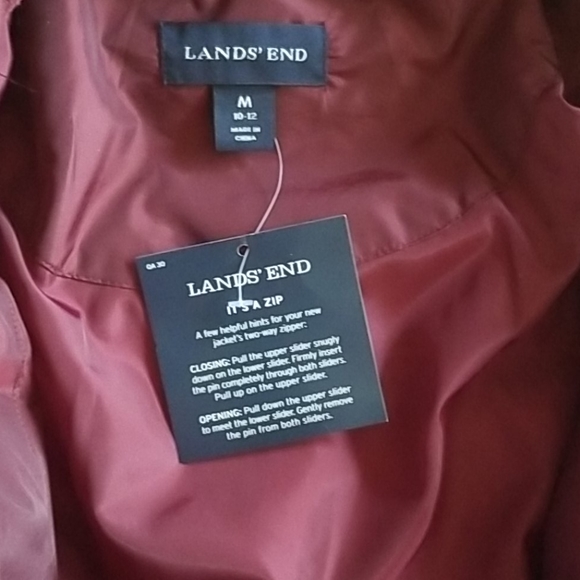 LANDS' END
M
10-12
MADE IN
CHINA
QA 30
LANDS' END
IT'S A ZIP
A few helpful hints for your new
jacket's two-way zipper:
CLOSING: Pull the upper slider snugly
down on the lower slider. Firmly insert
the pin completely through both sliders.
Pull up on the upper slider.
OPENING: Pull down the upper slider
to meet the lower slider. Gently remove
the pin from both sliders.